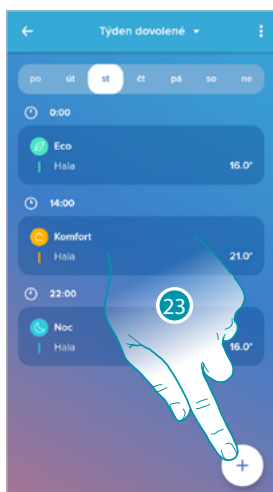 Týden dovolené
po út st čt pá so ne
0:00
Eco
Hala 16.0°
14:00
Komfort
Hala 21.0°
22:00
Noc
Hala 16.0°
23
+